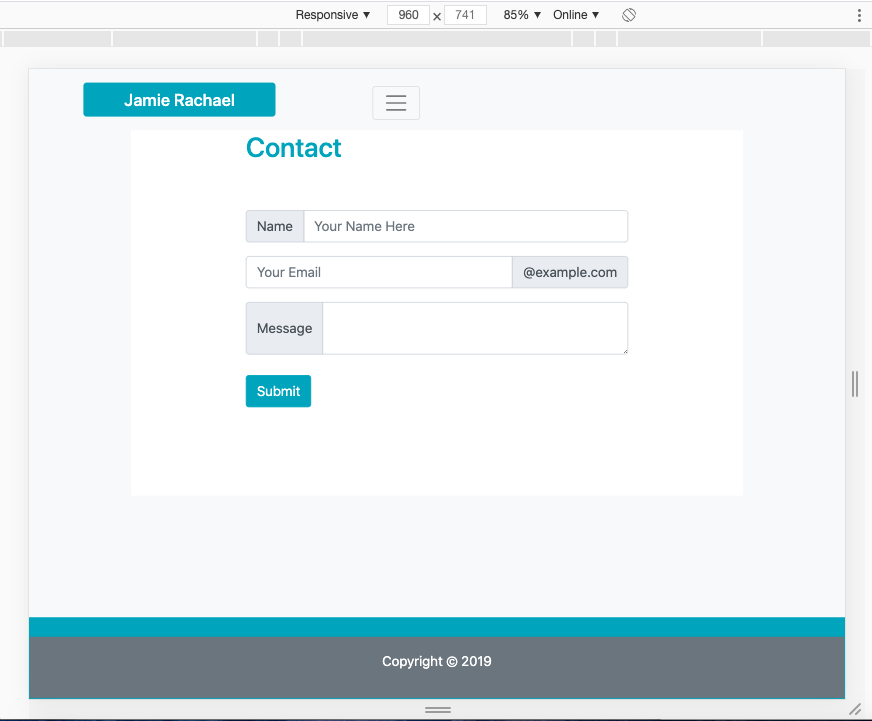 Responsive ▼ 960 × 741 85% ▼ Online ▼
Jamie Rachael
Contact
Name Your Name Here
Your Email @example.com
Message
Submit
Copyright © 2019